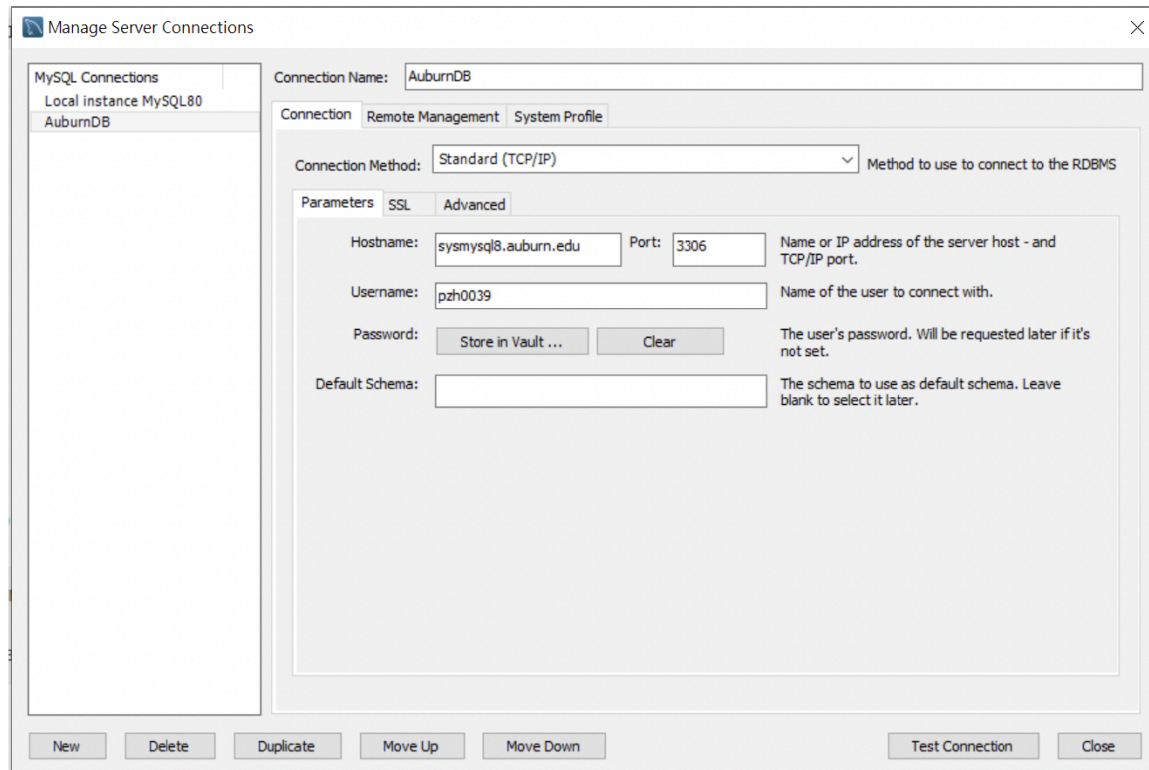 Manage Server Connections
MySQL Connections
Local instance MySQL80
AuburnDB
Connection Name: AuburnDB
Connection Remote Management System Profile
Connection Method: Standard (TCP/IP) Method to use to connect to the RDBMS
Parameters SSL Advanced
Hostname: sysmysql8.auburn.edu Port: 3306 Name or IP address of the server host - and
TCP/IP port.
Username: pzh0039 Name of the user to connect with.
Password: Store in Vault ... Clear The user's password. Will be requested later if it's
not set.
Default Schema: The schema to use as default schema. Leave
blank to select it later.
New Delete Duplicate Move Up Move Down Test Connection Close